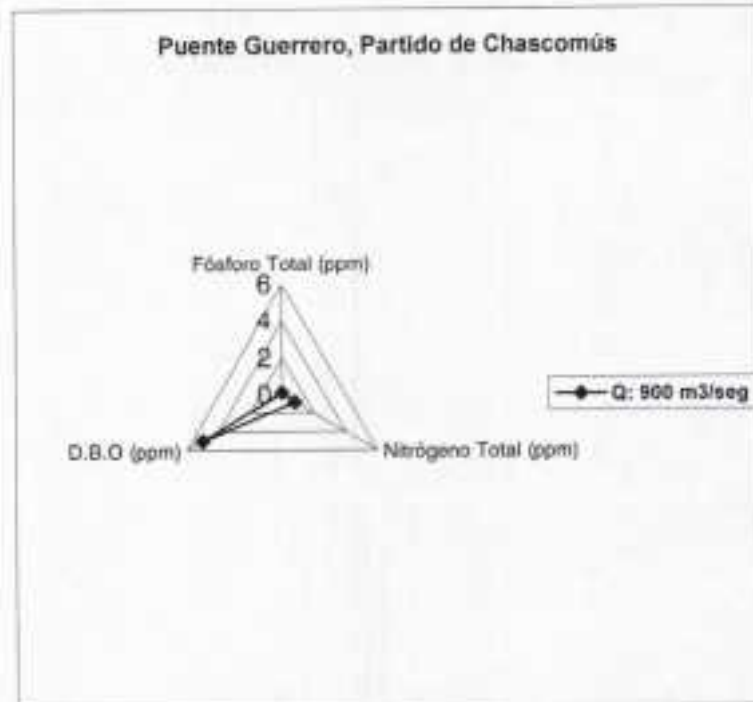 Puente Guerrero, Partido de Chascomús
Fósforo Total (ppm)
6
4
2
0
Q: 900 m3/seg
D.B.O (ppm)
Nitrógeno Total (ppm)